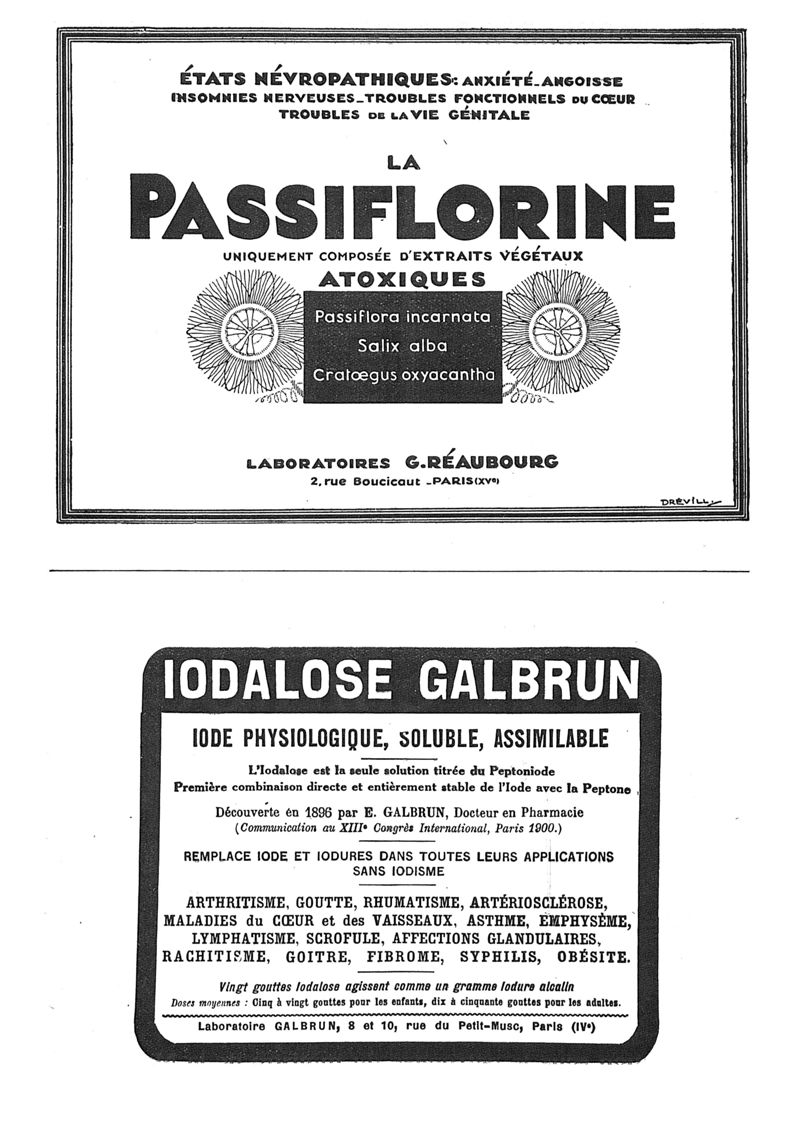 ÉTATS NÉVROPATHIQUES: ANXIÉTÉ_ANGOISSE
INSOMNIES NERVEUSES_TROUBLES FONCTIONNELS DU CŒUR
TROUBLES DE LA VIE GÉNITALE
LA
PASSIFLORINE
UNIQUEMENT COMPOSÉE D'EXTRAITS VÉGÉTAUX
ATOXIQUES
Passiflora incarnata
Salix alba
Cratœgus oxyacantha
LABORATOIRES G.RÉAUBOURG
2, rue Boucicaut _PARIS (XVe)
DRÉVILL
IODALOSE GALBRUN
IODE PHYSIOLOGIQUE, SOLUBLE, ASSIMILABLE
L'Iodalose est la seule solution titrée du Peptoniode
Première combinaison directe et entièrement stable de l'Iode avec la Peptone
Découverte en 1896 par E. GALBRUN, Docteur en Pharmacie
(Communication au XIIIe Congrès International, Paris 1900.)
REMPLACE IODE ET IODURES DANS TOUTES LEURS APPLICATIONS
SANS IODISME
ARTHRITISME, GOUTTE, RHUMATISME, ARTÉRIOSCLÉROSE,
MALADIES du CŒUR et des VAISSEAUX, ASTHME, EMPHYSÈME,
LYMPHATISME, SCROFULE, AFFECTIONS GLANDULAIRES,
RACHITISME, GOITRE, FIBROME, SYPHILIS, OBÉSITE.
Vingt gouttes Iodalose agissent comme un gramme Iodure alcalin
Doses moyennes : Cinq à vingt gouttes pour les enfants, dix à cinquante gouttes pour les adultes.
Laboratoire GALBRUN, 8 et 10, rue du Petit-Musc, Paris (IVe)